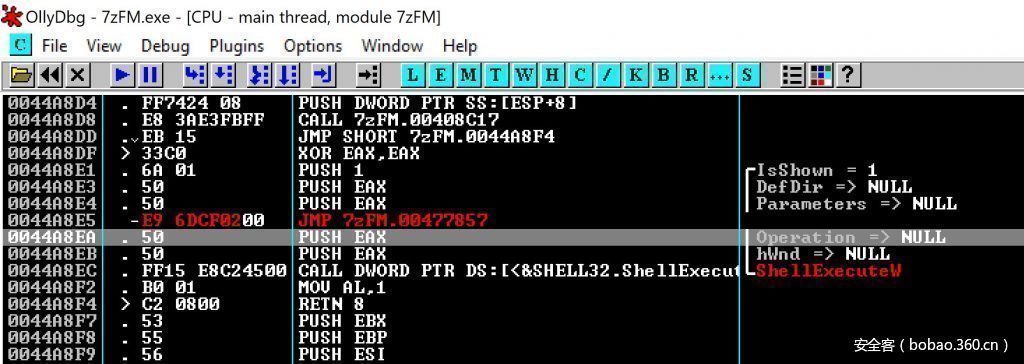 OllyDbg - 7zFM.exe - [CPU - main thread, module 7zFM]
C File View Debug Plugins Options Window Help
L E M T W H C / K B R ... S ?
0044A8D4 . FF7424 08 PUSH DWORD PTR SS:[ESP+8]
0044A8D8 . E8 3AE3FBFF CALL 7zFM.00408C17
0044A8DD .⌄ EB 15 JMP SHORT 7zFM.0044A8F4
0044A8DF > 33C0 XOR EAX,EAX
0044A8E1 . 6A 01 PUSH 1 IsShown = 1
0044A8E3 . 50 PUSH EAX DefDir => NULL
0044A8E4 . 50 PUSH EAX Parameters => NULL
0044A8E5 -E9 6DCF0200 JMP 7zFM.00477857
0044A8EA . 50 PUSH EAX Operation => NULL
0044A8EB . 50 PUSH EAX hWnd => NULL
0044A8EC . FF15 E8C24500 CALL DWORD PTR DS:[<&SHELL32.ShellExecut ShellExecuteW
0044A8F2 . B0 01 MOV AL,1
0044A8F4 > C2 0800 RETN 8
0044A8F7 . 53 PUSH EBX
0044A8F8 . 55 PUSH EBP
0044A8F9 . 56 PUSH ESI
安全客（bobao.360.cn）